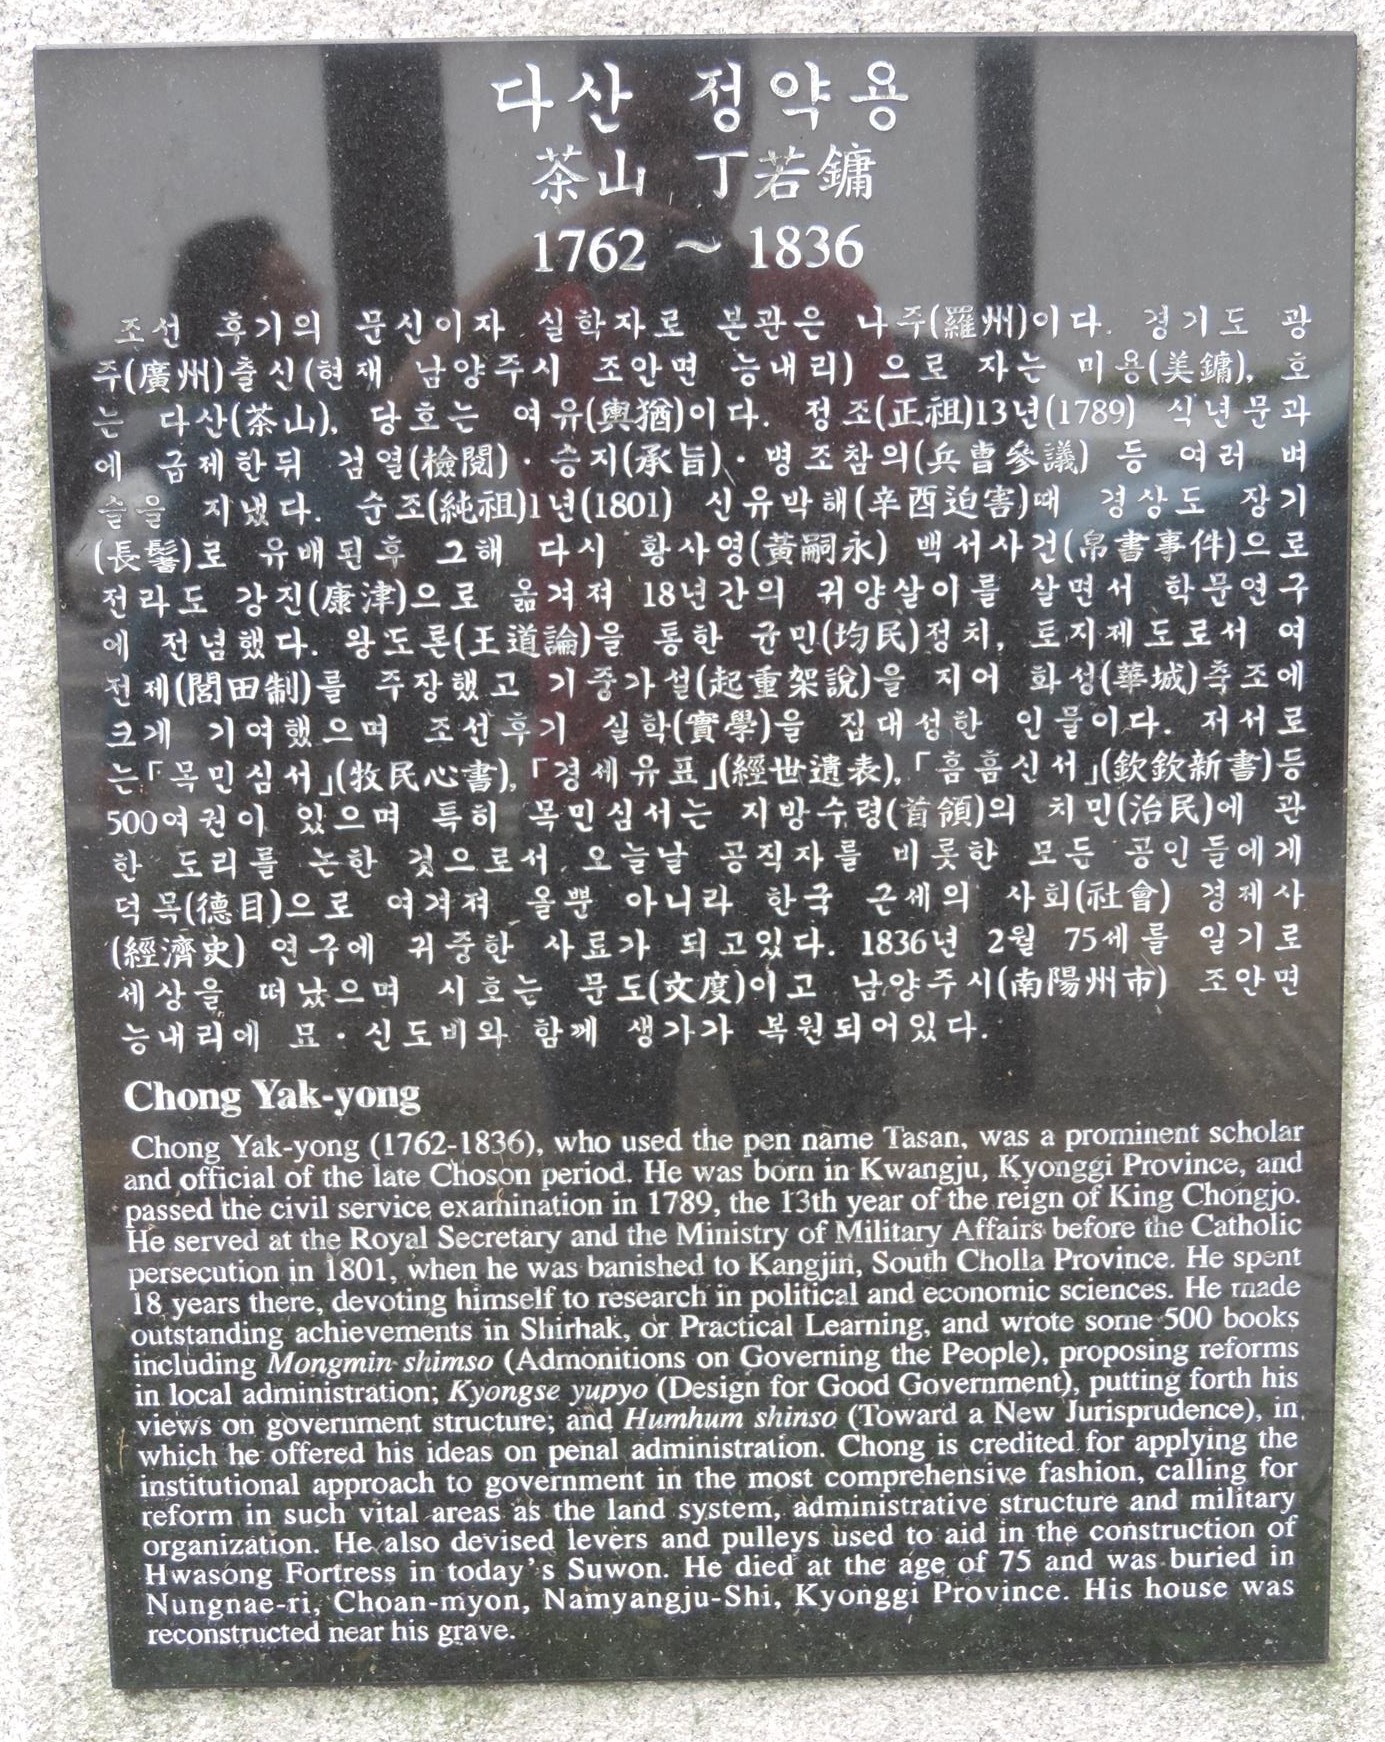 다산 정약용
茶山 丁若鏞
1762 ~ 1836
조선 후기의 문신이자 실학자로 본관은 나주(羅州)이다. 경기도 광
주(廣州)출신(현재 남양주시 조안면 능내리) 으로 자는 미용(美鏞), 호
는 다산(茶山), 당호는 여유(與猶)이다. 정조(正祖)13년(1789) 식년문과
에 급제한뒤 검열(檢閱)·승지(承旨)·병조참의(兵曹參議) 등 여러 벼
슬을 지냈다. 순조(純祖)1년(1801) 신유박해(辛酉迫害)때 경상도 장기
(長鬐)로 유배된후 그해 다시 황사영(黃嗣永) 백서사건(帛書事件)으로
전라도 강진(康津)으로 옮겨져 18년간의 귀양살이를 살면서 학문연구
에 전념했다. 왕도론(王道論)을 통한 균민(均民)정치, 토지제도로서 여
전제(閭田制)를 주장했고 기중가설(起重架說)을 지어 화성(華城)축조에
크게 기여했으며 조선후기 실학(實學)을 집대성한 인물이다. 저서로
는「목민심서」(牧民心書),「경세유표」(經世遺表),「흠흠신서」(欽欽新書)등
500여권이 있으며 특히 목민심서는 지방수령(首領)의 치민(治民)에 관
한 도리를 논한 것으로서 오늘날 공직자를 비롯한 모든 공인들에게
덕목(德目)으로 여겨져 올뿐 아니라 한국 근세의 사회(社會) 경제사
(經濟史) 연구에 귀중한 사료가 되고있다. 1836년 2월 75세를 일기로
세상을 떠났으며 시호는 문도(文度)이고 남양주시(南陽州市) 조안면
능내리에 묘·신도비와 함께 생가가 복원되어있다.
Chong Yak-yong
Chong Yak-yong (1762-1836), who used the pen name Tasan, was a prominent scholar
and official of the late Choson period. He was born in Kwangju, Kyonggi Province, and
passed the civil service examination in 1789, the 13th year of the reign of King Chongjo.
He served at the Royal Secretary and the Ministry of Military Affairs before the Catholic
persecution in 1801, when he was banished to Kangjin, South Cholla Province. He spent
18 years there, devoting himself to research in political and economic sciences. He made
outstanding achievements in Shirhak, or Practical Learning, and wrote some 500 books
including Mongmin shimso (Admonitions on Governing the People), proposing reforms
in local administration; Kyongse yupyo (Design for Good Government), putting forth his
views on government structure; and Humhum shinso (Toward a New Jurisprudence), in
which he offered his ideas on penal administration. Chong is credited for applying the
institutional approach to government in the most comprehensive fashion, calling for
reform in such vital areas as the land system, administrative structure and military
organization. He also devised levers and pulleys used to aid in the construction of
Hwasong Fortress in today's Suwon. He died at the age of 75 and was buried in
Nungnae-ri, Choan-myon, Namyangju-Shi, Kyonggi Province. His house was
reconstructed near his grave.